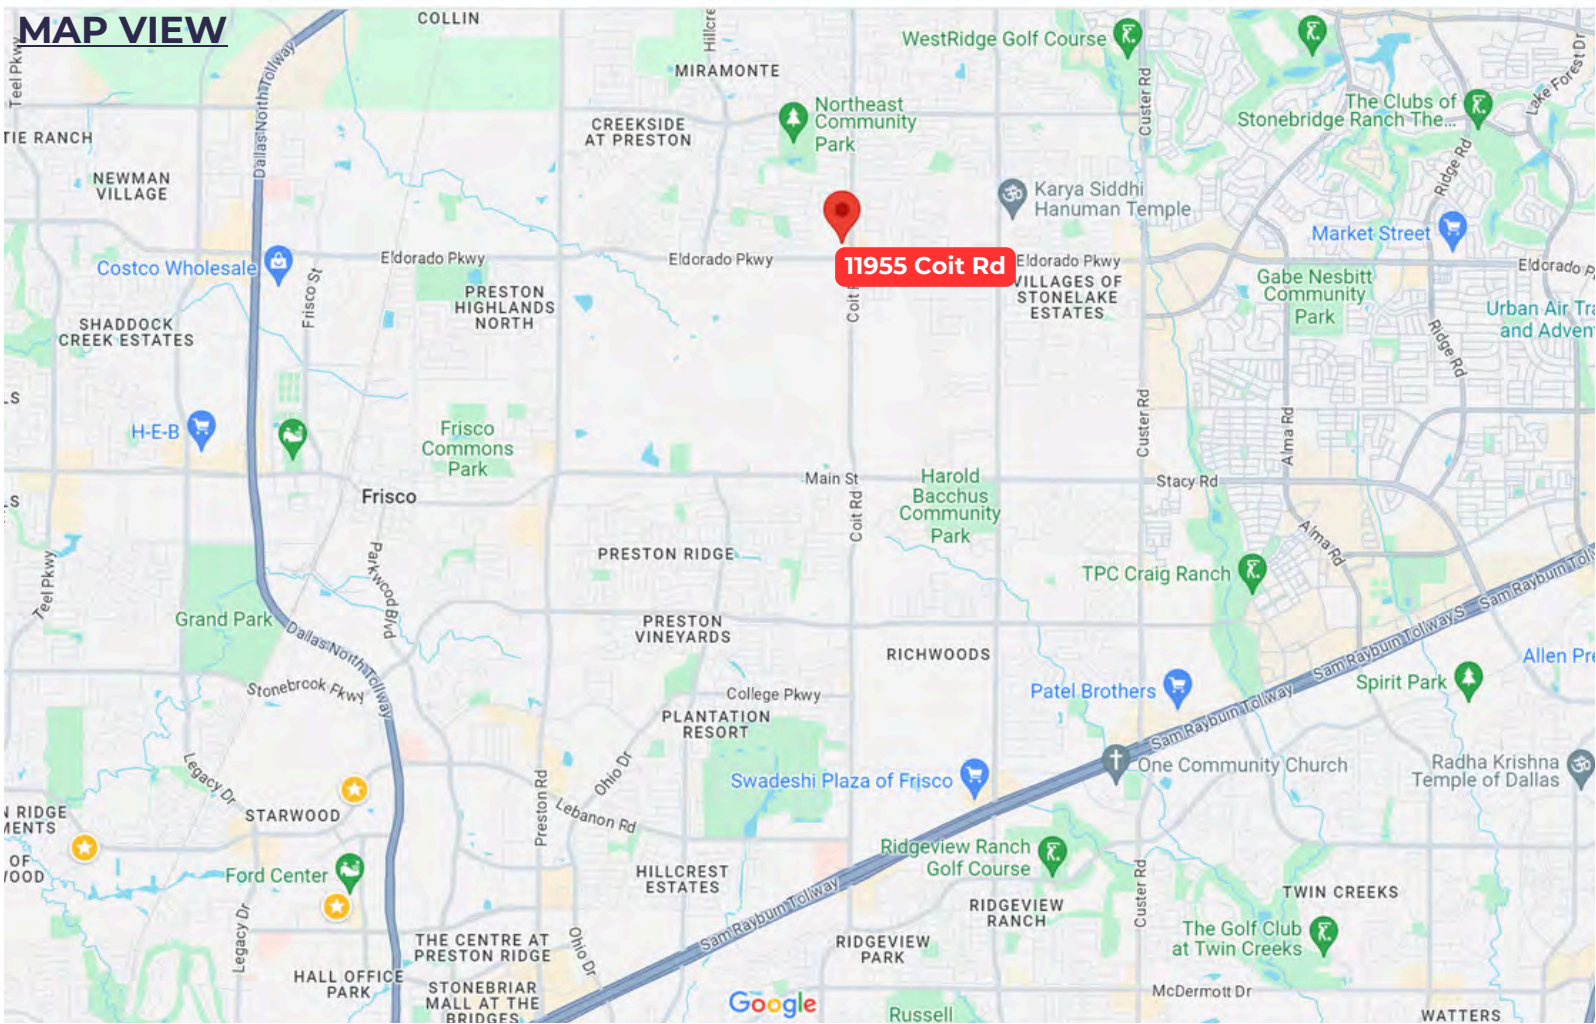 MAP VIEW
COLLIN
Hillcre
WestRidge Golf Course
Teel Pkwy
Dallas North Tollway
MIRAMONTE
Custer Rd
Lake Forest Dr
The Clubs of
Stonebridge Ranch The...
Northeast
Community
Park
CREEKSIDE
AT PRESTON
TIE RANCH
NEWMAN
VILLAGE
Ridge Rd
Karya Siddhi
Hanuman Temple
Market Street
Costco Wholesale
Eldorado Pkwy
Eldorado Pkwy
11955 Coit Rd
Eldorado Pkwy
Eldorado P
Frisco St
PRESTON
HIGHLANDS
NORTH
Coit R
VILLAGES OF
STONELAKE
ESTATES
Gabe Nesbitt
Community
Park
Urban Air Tra
and Adven
SHADDOCK
CREEK ESTATES
Ridge Rd
LS
H-E-B
Frisco
Commons
Park
Custer Rd
Alma Rd
Main St
Harold
Bacchus
Community
Park
Stacy Rd
LS
Frisco
Coit Rd
Alma Rd
PRESTON RIDGE
Teel Pkwy
Parkwood Blvd
TPC Craig Ranch
Sam Rayburn Toll
Sam Rayburn Tollway S
Grand Park
Dallas North Tollway
PRESTON
VINEYARDS
RICHWOODS
Sam Rayburn Tollway
Allen Pre
Stonebrook Pkwy
College Pkwy
Patel Brothers
Spirit Park
PLANTATION
RESORT
Sam Rayburn Tollway
Legacy Dr
Ohio Dr
Swadeshi Plaza of Frisco
One Community Church
Radha Krishna
Temple of Dallas
N RIDGE
MENTS
STARWOOD
Preston Rd
Lebanon Rd
OF
WOOD
Ford Center
HILLCREST
ESTATES
Ridgeview Ranch
Golf Course
Custer Rd
TWIN CREEKS
Sam Rayburn Tollway
RIDGEVIEW
RANCH
The Golf Club
at Twin Creeks
Legacy Dr
THE CENTRE AT
PRESTON RIDGE
Ohio Dr
RIDGEVIEW
PARK
HALL OFFICE
PARK
STONEBRIAR
MALL AT THE
BRIDGES
Google
Russell
McDermott Dr
WATTERS